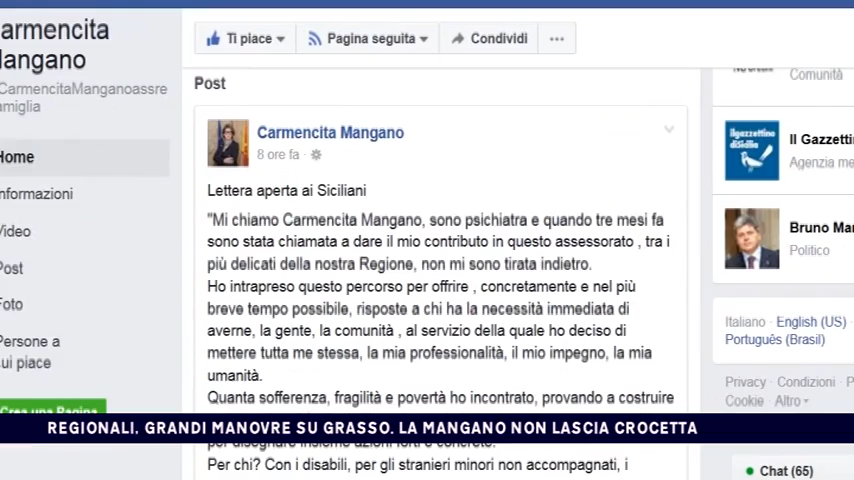 armencita
Mangano
CarmencitaManganoassre
amiglia
Home
nformazioni
Video
Post
Foto
Persone a
cui piace
Crea una Pagina
Ti piace
Pagina seguita
Condividi
Post
Carmencita Mangano
8 ore fa
Lettera aperta ai Siciliani
"Mi chiamo Carmencita Mangano, sono psichiatra e quando tre mesi fa
sono stata chiamata a dare il mio contributo in questo assessorato , tra i
più delicati della nostra Regione, non mi sono tirata indietro.
Ho intrapreso questo percorso per offrire , concretamente e nel più
breve tempo possibile, risposte a chi ha la necessità immediata di
averne, la gente, la comunità , al servizio della quale ho deciso di
mettere tutta me stessa, la mia professionalità, il mio impegno, la mia
umanità.
Quanta sofferenza, fragilità e povertà ho incontrato, provando a costruire
REGIONALI, GRANDI MANOVRE SU GRASSO. LA MANGANO NON LASCIA CROCETTA
per disegnare insieme azioni forti e concrete.
Per chi? Con i disabili, per gli stranieri minori non accompagnati, i
Comunità
ilgazzettino
diSicilia
Il Gazzetti
Agenzia me
Bruno Mar
Politico
Italiano · English (US) ·
Português (Brasil)
Privacy · Condizioni · P
Cookie · Altro
Chat (65)